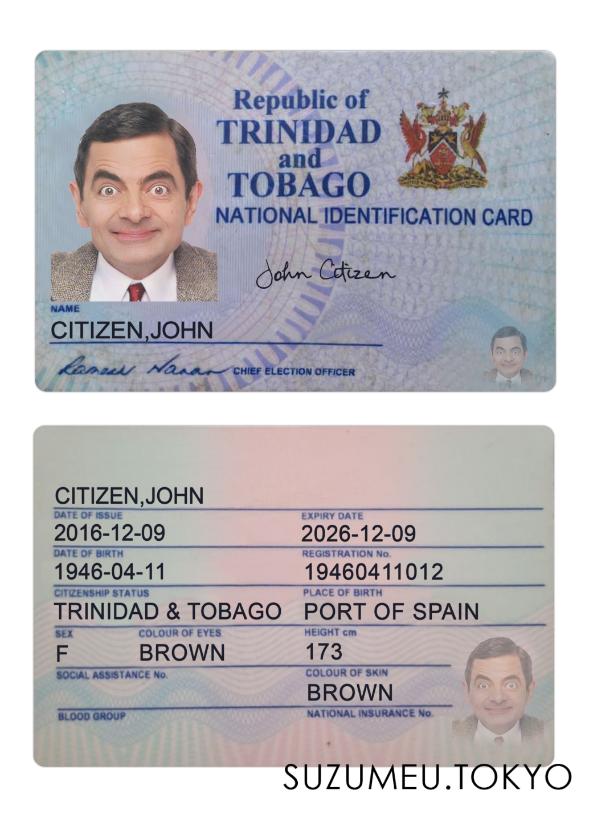 Republic of
TRINIDAD
and
TOBAGO
NATIONAL IDENTIFICATION CARD
John Citizen
NAME
CITIZEN,JOHN
CHIEF ELECTION OFFICER
CITIZEN,JOHN
DATE OF ISSUE EXPIRY DATE
2016-12-09 2026-12-09
DATE OF BIRTH REGISTRATION No.
1946-04-11 19460411012
CITIZENSHIP STATUS PLACE OF BIRTH
TRINIDAD & TOBAGO PORT OF SPAIN
SEX COLOUR OF EYES HEIGHT cm
F BROWN 173
SOCIAL ASSISTANCE No. COLOUR OF SKIN
BROWN
BLOOD GROUP NATIONAL INSURANCE No.
SUZUMEU.TOKYO